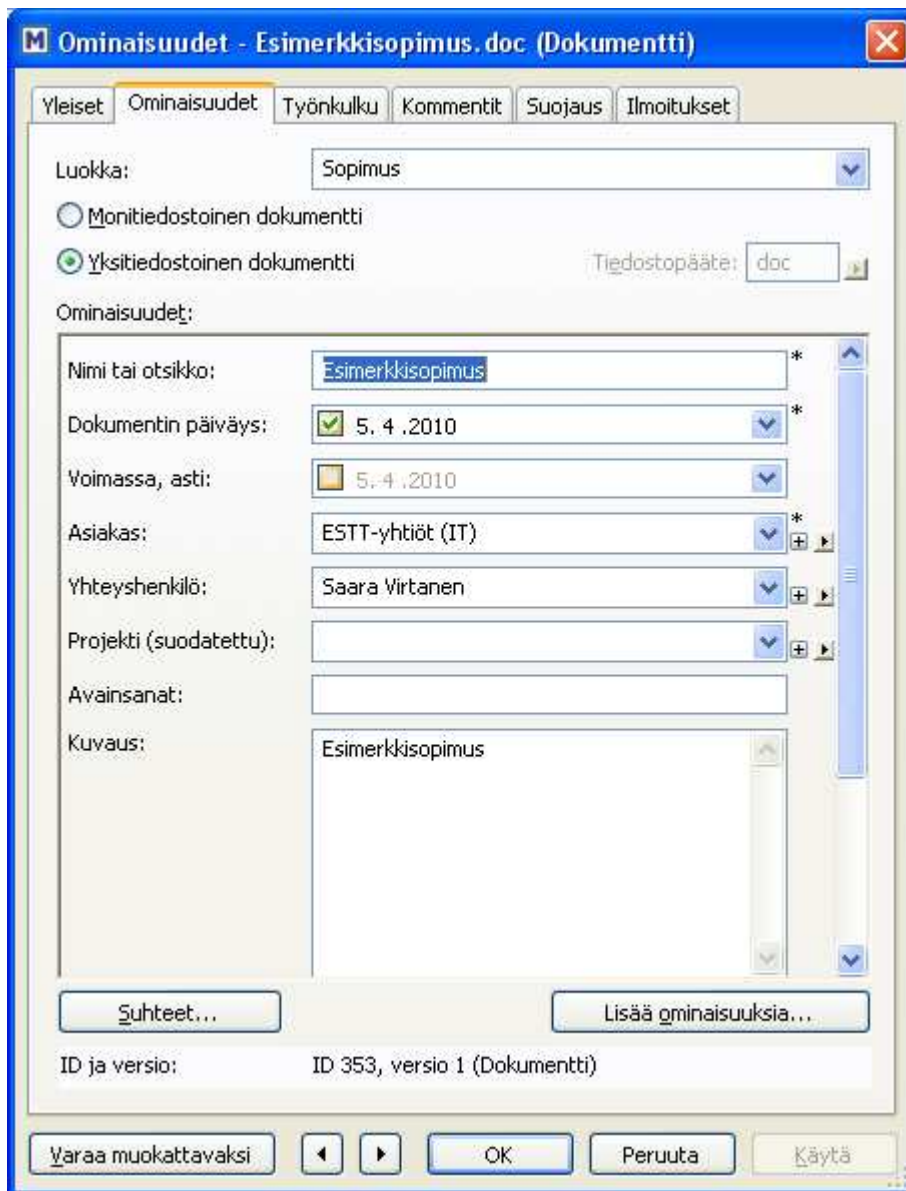 Ominaisuudet - Esimerkkisopimus.doc (Dokumentti)
Yleiset Ominaisuudet Työnkulku Kommentit Suojaus Ilmoitukset
Luokka: Sopimus
Monitiedostoinen dokumentti
Yksitiedostoinen dokumentti Tiedostopääte: doc
Ominaisuudet:
Nimi tai otsikko: Esimerkkisopimus *
Dokumentin päiväys: 5. 4 .2010 *
Voimassa, asti: 5. 4 .2010
Asiakas: ESTT-yhtiöt (IT) *
Yhteyshenkilö: Saara Virtanen
Projekti (suodatettu):
Avainsanat:
Kuvaus: Esimerkkisopimus
Suhteet... Lisää ominaisuuksia...
ID ja versio: ID 353, versio 1 (Dokumentti)
Varaa muokattavaksi OK Peruuta Käytä